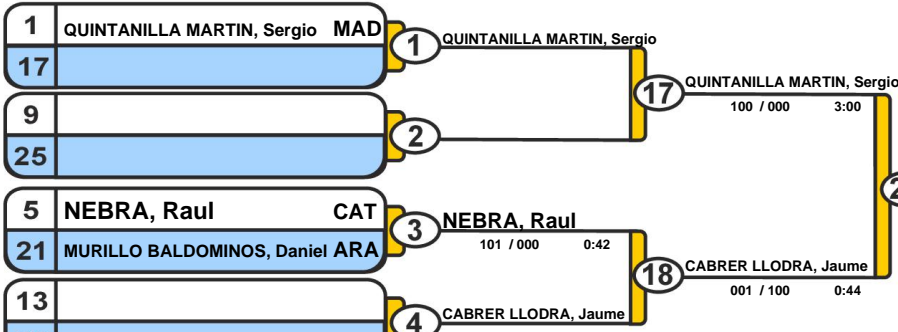 1 QUINTANILLA MARTIN, Sergio MAD
17
1
QUINTANILLA MARTIN, Sergio
9
25
2
17
QUINTANILLA MARTIN, Sergio
100 / 000 3:00
5 NEBRA, Raul CAT
21 MURILLO BALDOMINOS, Daniel ARA
3
NEBRA, Raul
101 / 000 0:42
13
4
CABRER LLODRA, Jaume
18
CABRER LLODRA, Jaume
001 / 100 0:44